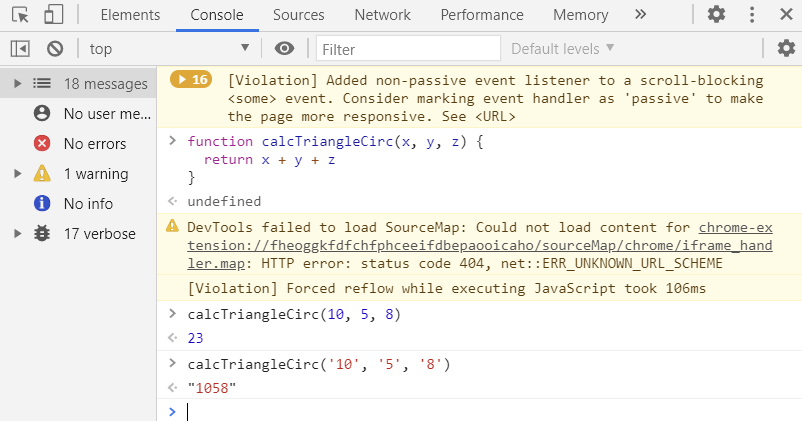 Elements Console Sources Network Performance Memory »
top Filter Default levels
18 messages
No user me...
No errors
1 warning
No info
17 verbose
16 [Violation] Added non-passive event listener to a scroll-blocking
<some> event. Consider marking event handler as 'passive' to make
the page more responsive. See <URL>
> function calcTriangleCirc(x, y, z) {
return x + y + z
}
undefined
DevTools failed to load SourceMap: Could not load content for chrome-ex
tension://fheoggkfdfchfphceeifdbepaooicaho/sourceMap/chrome/iframe_hand
ler.map: HTTP error: status code 404, net::ERR_UNKNOWN_URL_SCHEME
[Violation] Forced reflow while executing JavaScript took 106ms
> calcTriangleCirc(10, 5, 8)
23
> calcTriangleCirc('10', '5', '8')
"1058"
>